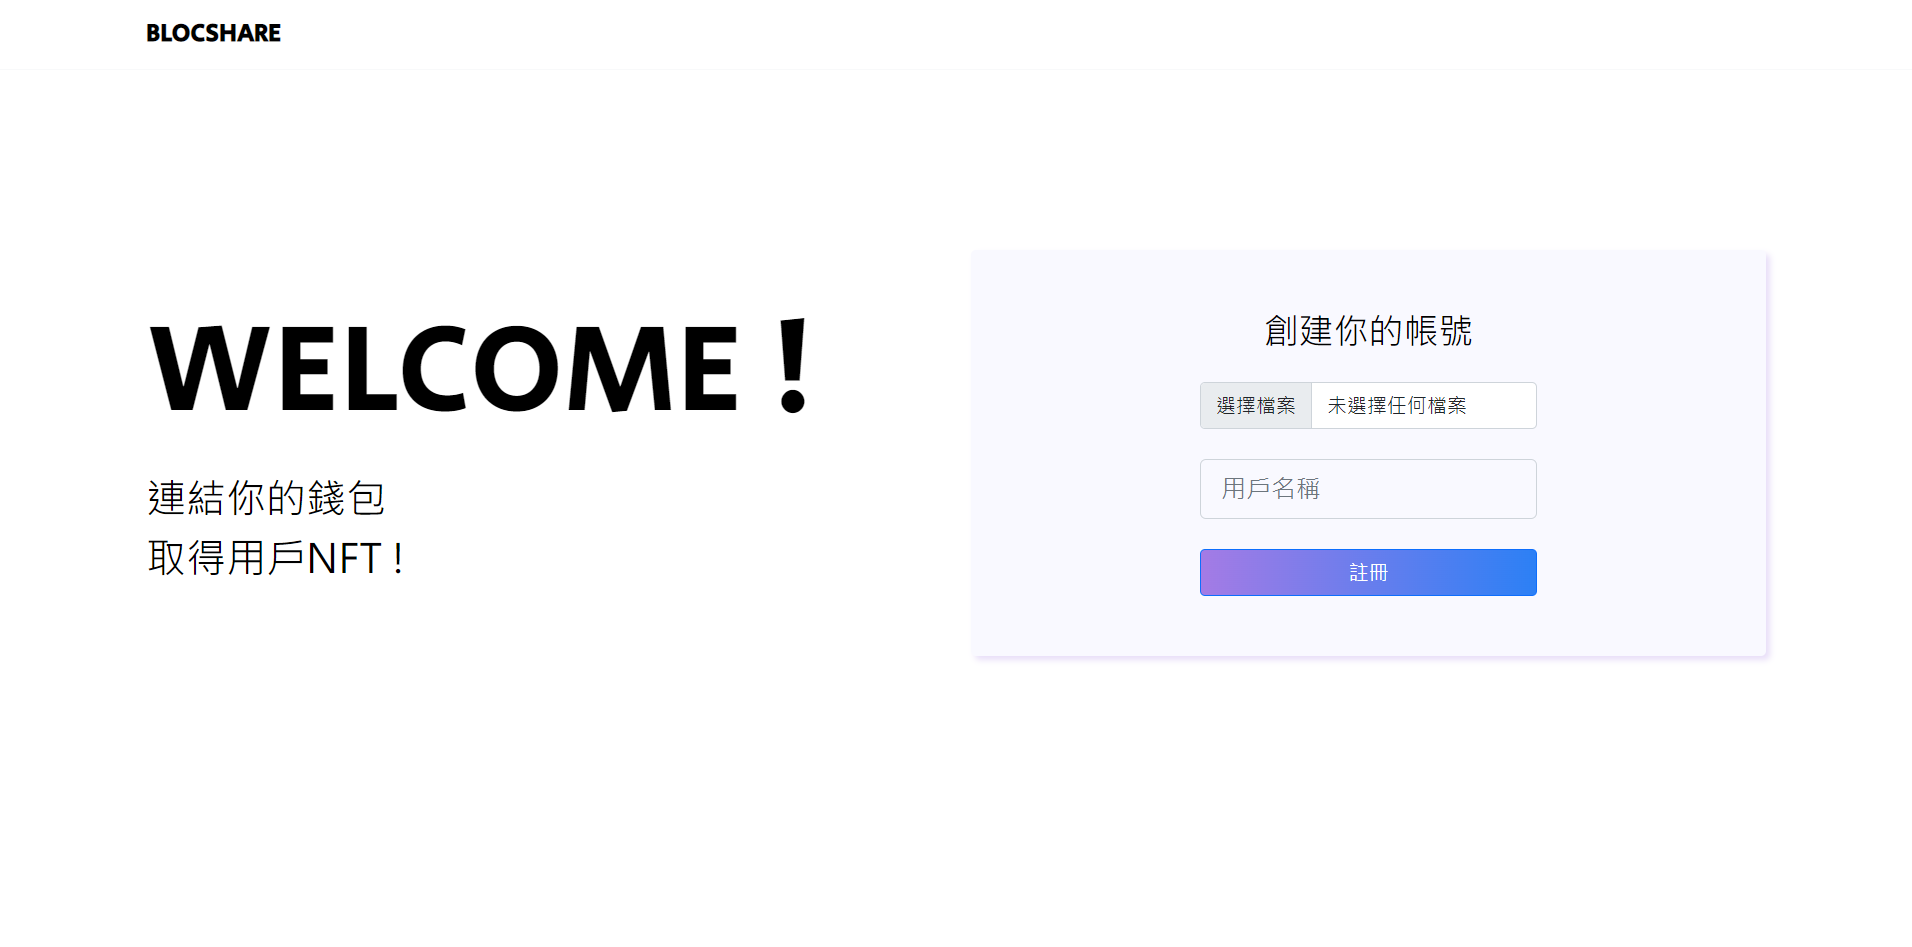 BLOCSHARE
WELCOME！
連結你的錢包
取得用戶NFT！
創建你的帳號
選擇檔案 未選擇任何檔案
用戶名稱
註冊